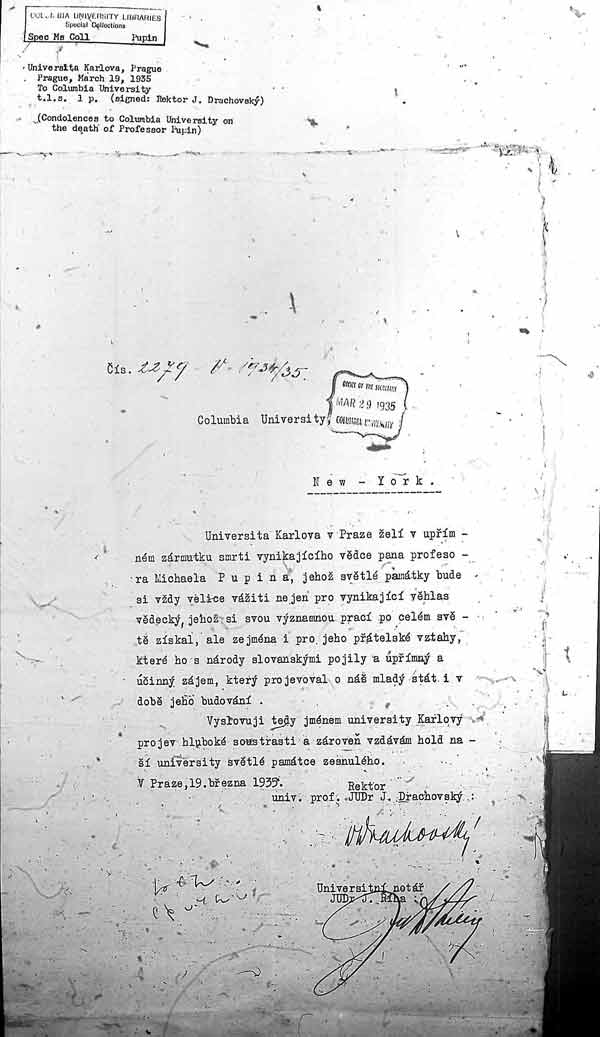 COLUMBIA UNIVERSITY LIBRARIES
Special Collections
Spec Ms Coll Pupin
Universita Karlova, Prague
Prague, March 19, 1935
To Columbia University
t.l.s. 1 p. (signed: Rektor J. Drachovský)
(Condolences to Columbia University on
the death of Professor Pupin)
Čís. 2279 V - 1934/35.
OFFICE OF THE SECRETARY
MAR 29 1935
COLUMBIA UNIVERSITY
Columbia University,
New - York.
Universita Karlova v Praze želí v upřím -
ném zármutku smrti vynikajícího vědce pana profeso -
ra Michaela Pupina, jehož světlé památky bude
si vždy velice vážiti nejen pro vynikající věhlas
vědecký, jehož si svou významnou prací po celém svě -
tě získal, ale zejména i pro jeho přátelské vztahy,
které ho s národy slovanskými pojily a úpřímný a
účinný zájem, který projevoval o náš mladý stát i v
době jeho budování .
Vyslovuji tedy jménem university Karlovy
projev hluboké soustrasti a zároveň vzdávám hold na -
ší university světlé památce zesnulého.
V Praze,19.března 1935.
Rektor
univ. prof. JUDr J. Drachovský :
Drachovský
Universitní notář
JUDr J. Říha :